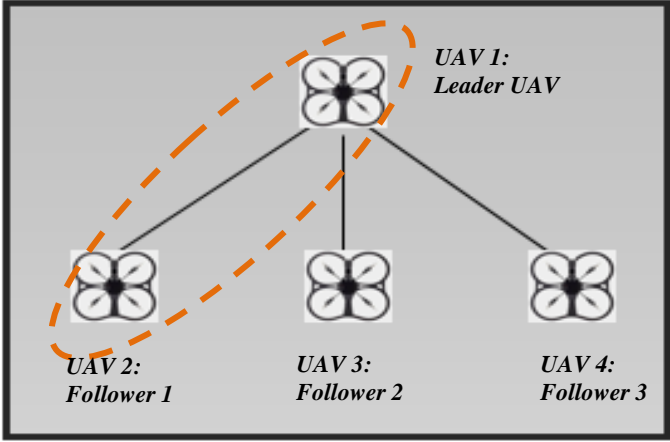 UAV 1:
Leader UAV
UAV 2:
Follower 1
UAV 3:
Follower 2
UAV 4:
Follower 3